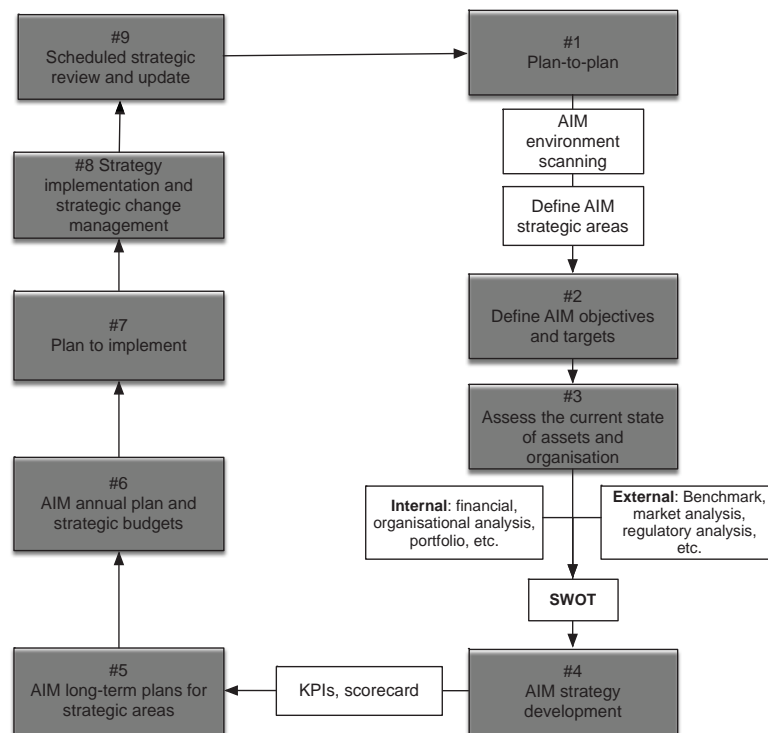 #9
Scheduled strategic
review and update
#1
Plan-to-plan
AIM
environment
scanning
Define AIM
strategic areas
#2
Define AIM objectives
and targets
#3
Assess the current state
of assets and
organisation
Internal: financial,
organisational analysis,
portfolio, etc.
External: Benchmark,
market analysis,
regulatory analysis,
etc.
SWOT
#4
AIM strategy
development
KPIs, scorecard
#5
AIM long-term plans for
strategic areas
#6
AIM annual plan and
strategic budgets
#7
Plan to implement
#8 Strategy
implementation and
strategic change
management